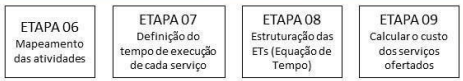 ETAPA 06
Mapeamento
das atividades
ETAPA 07
Definição do
tempo de execução
de cada serviço
ETAPA 08
Estruturação das
ETs (Equação de
Tempo)
ETAPA 09
Calcular o custo
dos serviços
ofertados